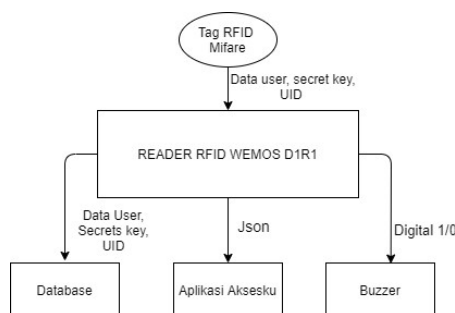 Tag RFID
Mifare
Data user, secret key,
UID
READER RFID WEMOS D1R1
Data User,
Secrets key,
UID
Json
Digital 1/0
Database
Aplikasi Aksesku
Buzzer